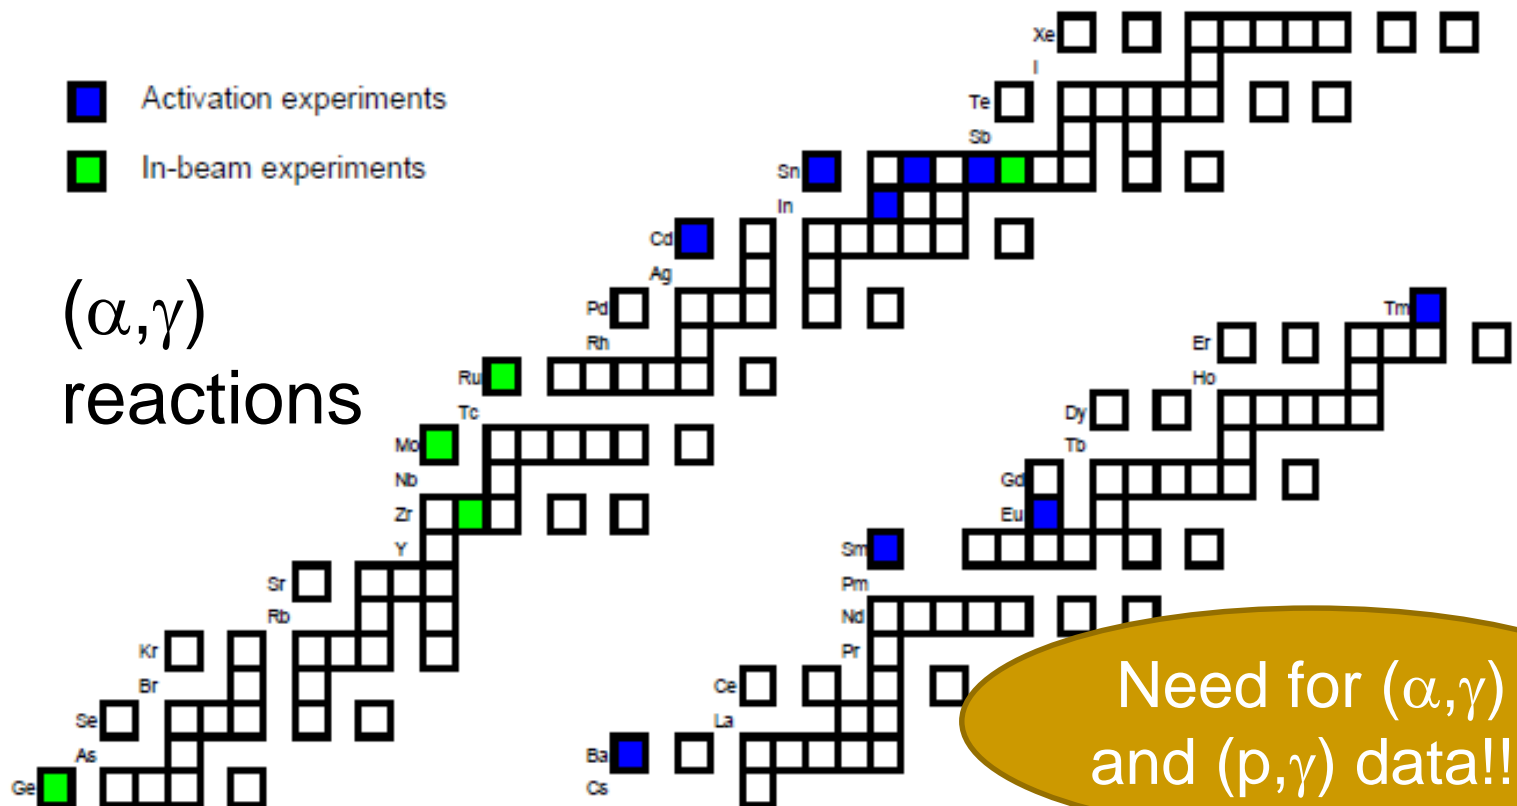 Xe
I
Activation experiments
Te
Sb
In-beam experiments
Sn
In
Cd
Ag
(α,γ)
reactions
Pd
Tm
Rh
Er
Ru
Ho
Tc
Dy
Mo
Tb
Nb
Gd
Zr
Eu
Y
Sm
Sr
Pm
Rb
Nd
Kr
Pr
Br
Ce
Se
La
As
Ba
Ge
Cs
Need for (α,γ)
and (p,γ) data!!